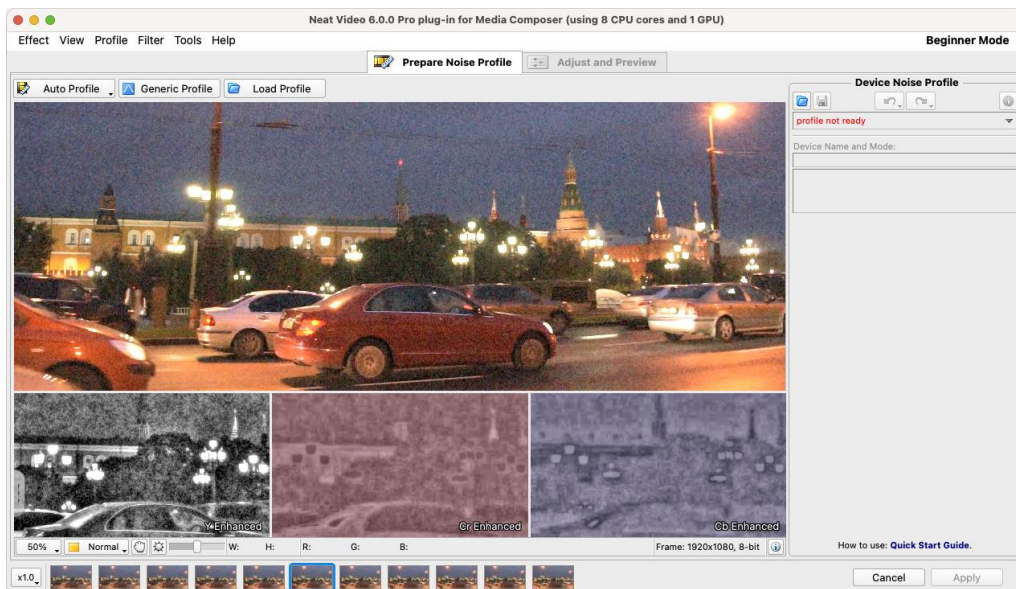 Neat Video 6.0.0 Pro plug-in for Media Composer (using 8 CPU cores and 1 GPU)
Effect View Profile Filter Tools Help Beginner Mode
Prepare Noise Profile Adjust and Preview
Auto Profile Generic Profile Load Profile
Device Noise Profile
profile not ready
Device Name and Mode:
Y Enhanced Cr Enhanced Cb Enhanced
50% Normal W: H: R: G: B: Frame: 1920x1080, 8-bit
How to use: Quick Start Guide.
x1.0 Cancel Apply